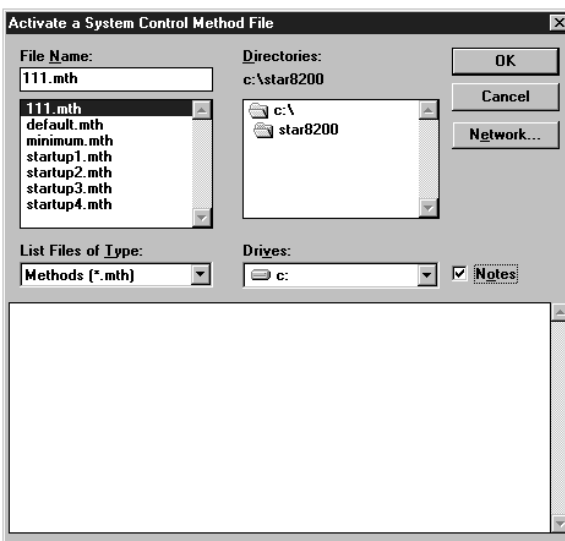 Activate a System Control Method File
File Name:
111.mth
111.mth
default.mth
minimum.mth
startup1.mth
startup2.mth
startup3.mth
startup4.mth
List Files of Type:
Methods (*.mth)
Directories:
c:\star8200
c:\
star8200
Drives:
c:
OK
Cancel
Network...
Notes